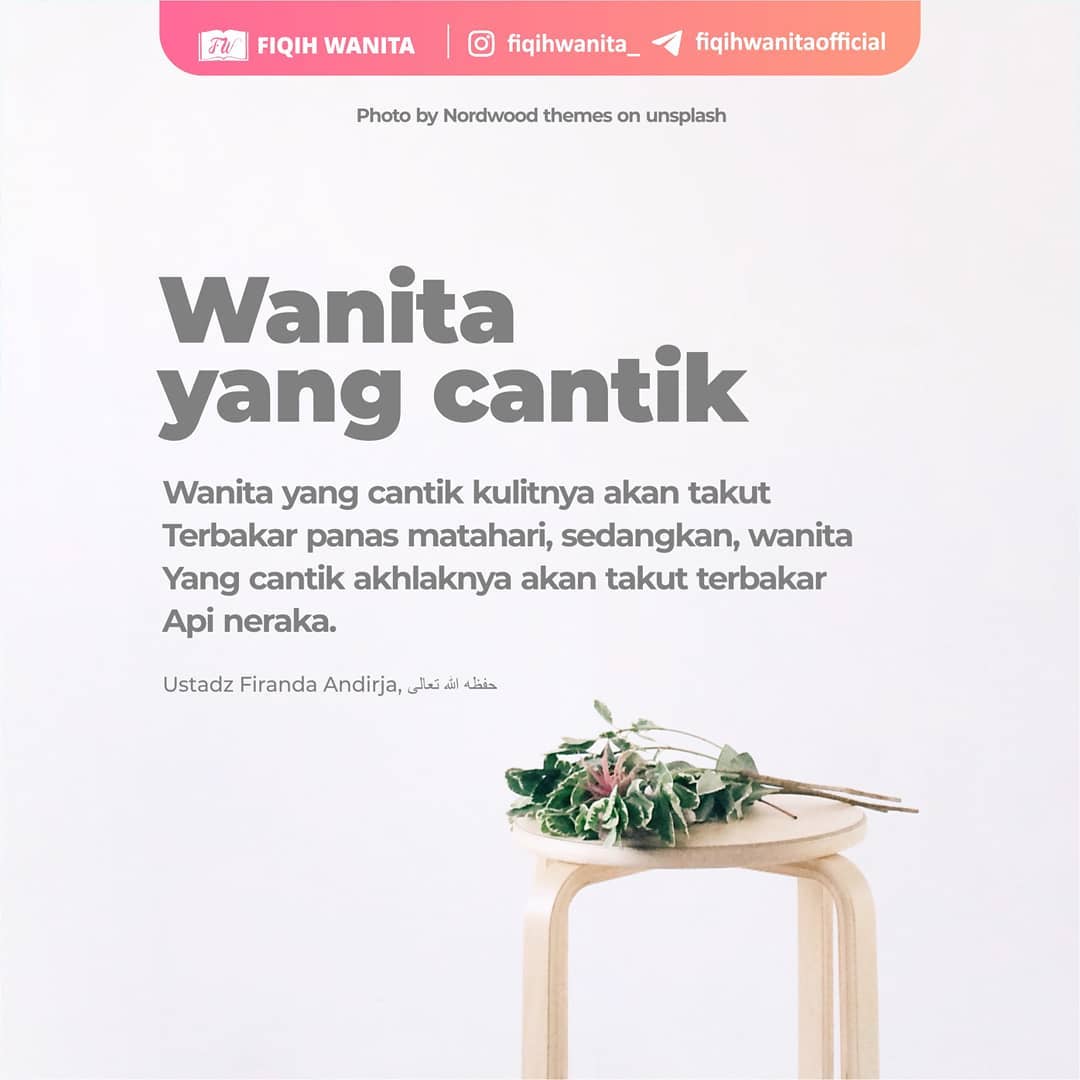 FW FIQIH WANITA fiqihwanita_ fiqihwanitaofficial
Photo by Nordwood themes on unsplash
Wanita
yang cantik
Wanita yang cantik kulitnya akan takut
Terbakar panas matahari, sedangkan, wanita
Yang cantik akhlaknya akan takut terbakar
Api neraka.
Ustadz Firanda Andirja, حفظه الله تعالى